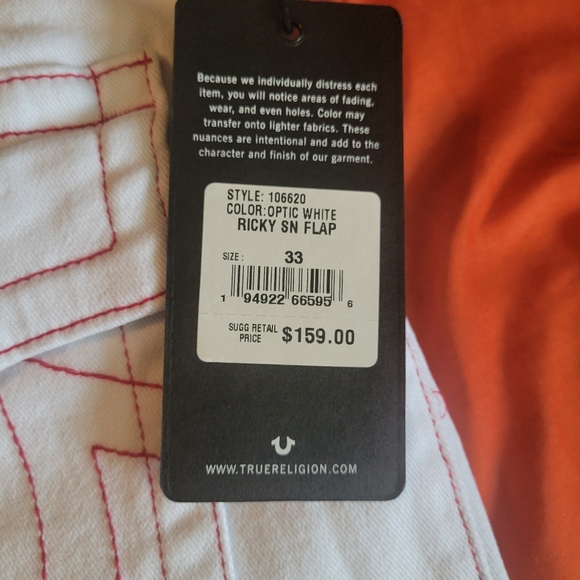 Because we individually distress each
item, you will notice areas of fading,
wear, and even holes. Color may
transfer onto lighter fabrics. These
nuances are intentional and add to the
character and finish of our garment.
STYLE: 106620
COLOR:OPTIC WHITE
RICKY SN FLAP
SIZE: 33
1 94922 66595 6
SUGG RETAIL
PRICE $159.00
WWW.TRUERELIGION.COM